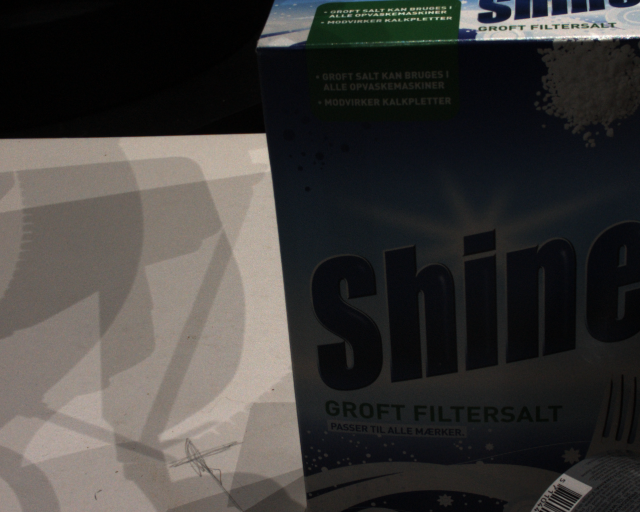 • GROFT SALT KAN BRUGES I
ALLE OPVASKEMASKINER
• MODVIRKER KALKPLETTER
Shine
GROFT FILTERSALT
• GROFT SALT KAN BRUGES I
ALLE OPVASKEMASKINER
• MODVIRKER KALKPLETTER
Shine
GROFT FILTERSALT
PASSER TIL ALLE MÆRKER.